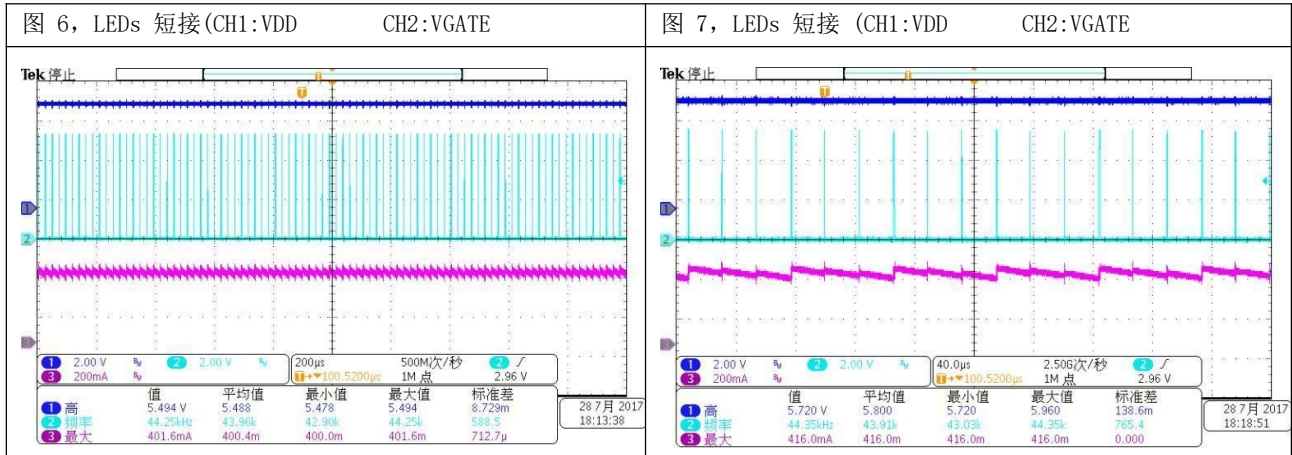 图 6，LEDs 短接(CH1:VDD CH2:VGATE
图 7，LEDs 短接 (CH1:VDD CH2:VGATE
Tek 停止
T
1
2
3
1 2.00 V Bw 2 2.00 V Bw
3 200mA Bw
200µs 500M次/秒 2 ∫
T→▼100.5200µs 1M 点 2.96 V
值 平均值 最小值 最大值 标准差
1 高 5.494 V 5.488 5.478 5.494 8.729m
2 频率 44.25kHz 43.96k 42.90k 44.25k 588.5
3 最大 401.6mA 400.4m 400.0m 401.6m 712.7µ
28 7月 2017
18:13:38
Tek 停止
T
1
2
3
1 2.00 V Bw 2 2.00 V Bw
3 200mA Bw
40.0µs 2.50G次/秒 2 ∫
T→▼100.5200µs 1M 点 2.96 V
值 平均值 最小值 最大值 标准差
1 高 5.720 V 5.800 5.720 5.960 138.6m
2 频率 44.35kHz 43.91k 43.03k 44.35k 765.4
3 最大 416.0mA 416.0m 416.0m 416.0m 0.000
28 7月 2017
18:18:51